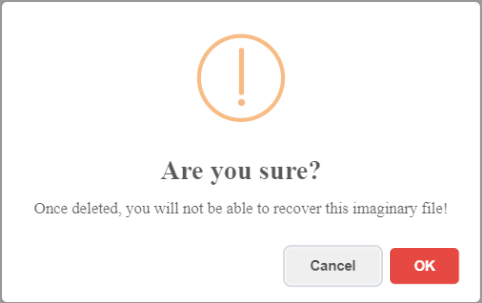 Are you sure?
Once deleted, you will not be able to recover this imaginary file!
Cancel OK